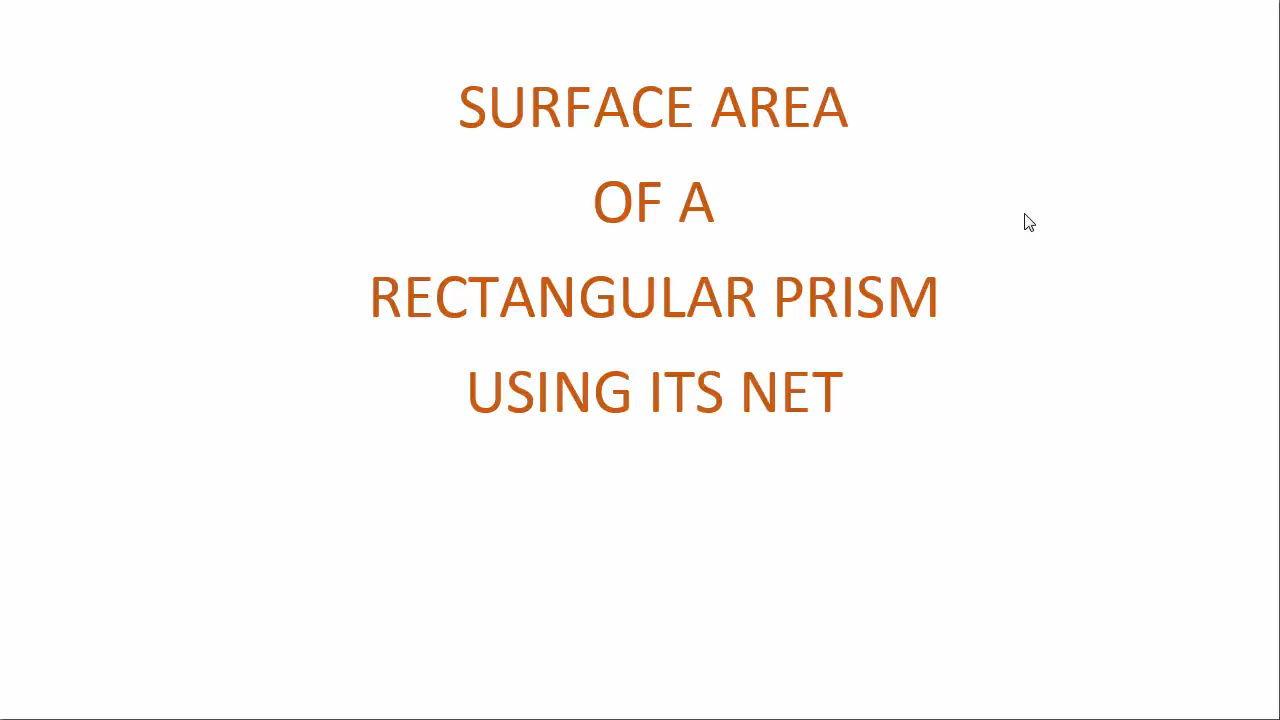 SURFACE AREA
OF A
RECTANGULAR PRISM
USING ITS NET